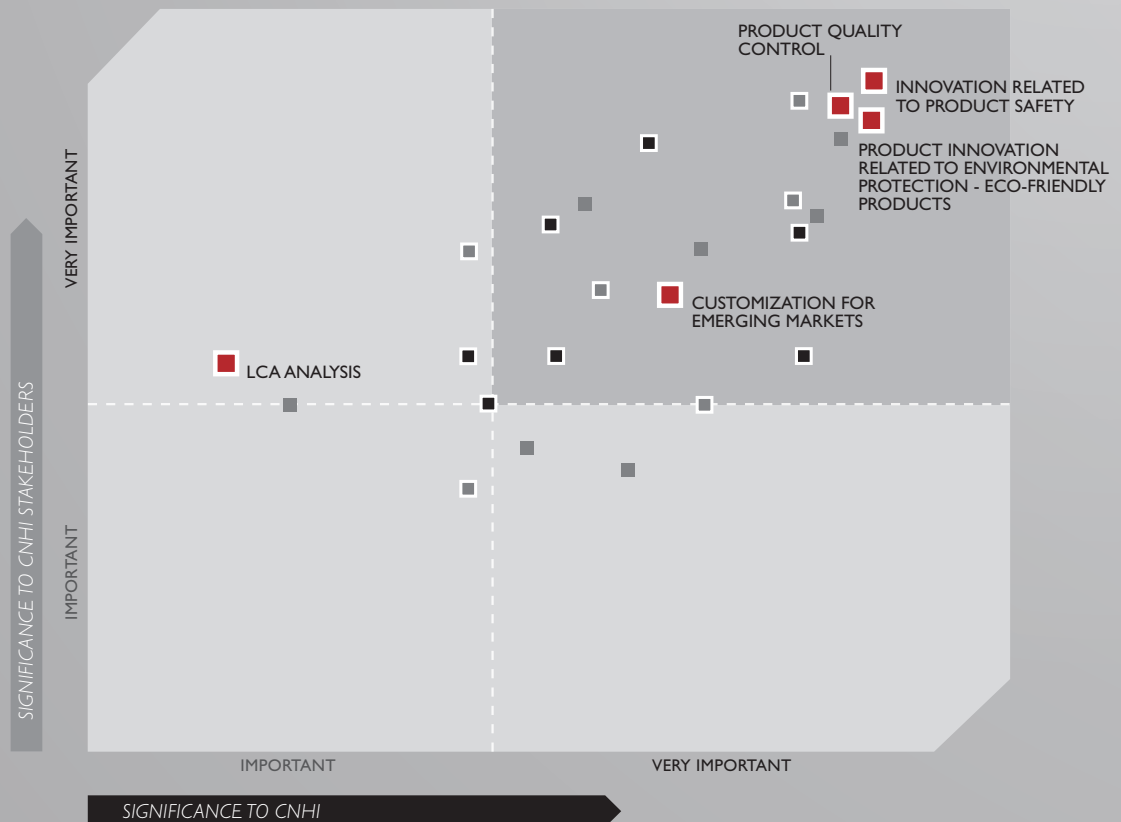 PRODUCT QUALITY
CONTROL
INNOVATION RELATED
TO PRODUCT SAFETY
PRODUCT INNOVATION
RELATED TO ENVIRONMENTAL
PROTECTION - ECO-FRIENDLY
PRODUCTS
CUSTOMIZATION FOR
EMERGING MARKETS
LCA ANALYSIS
VERY IMPORTANT
IMPORTANT
SIGNIFICANCE TO CNHI STAKEHOLDERS
IMPORTANT
VERY IMPORTANT
SIGNIFICANCE TO CNHI